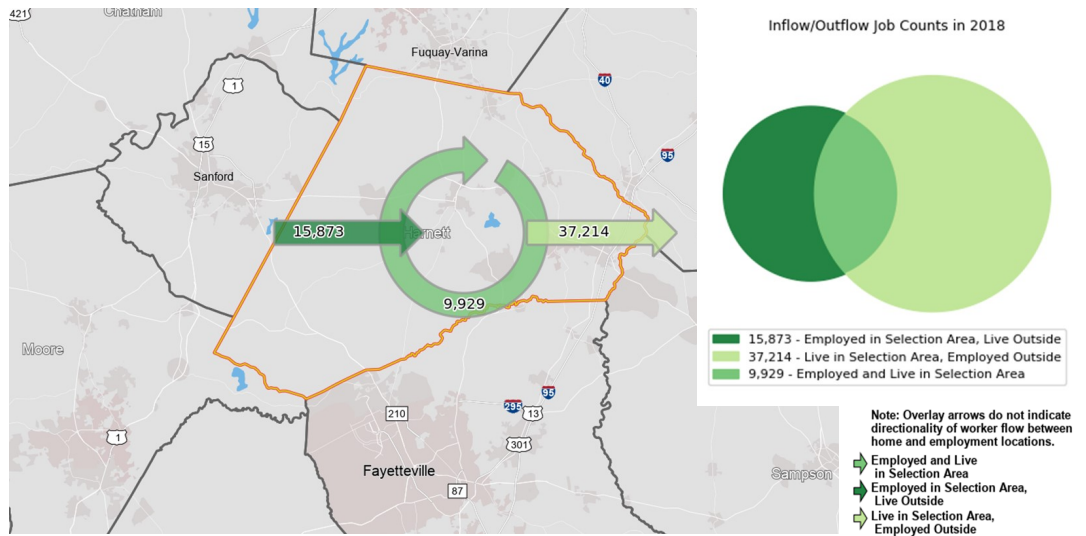 Chatham
421
Fuquay-Varina
1
40
15
95
Sanford
15,873
Harnett
37,214
9,929
Moore
95
295
13
210
301
1
Fayetteville
87
Sampson
Inflow/Outflow Job Counts in 2018
15,873 - Employed in Selection Area, Live Outside
37,214 - Live in Selection Area, Employed Outside
9,929 - Employed and Live in Selection Area
Note: Overlay arrows do not indicate
directionality of worker flow between
home and employment locations.
Employed and Live
in Selection Area
Employed in Selection Area,
Live Outside
Live in Selection Area,
Employed Outside